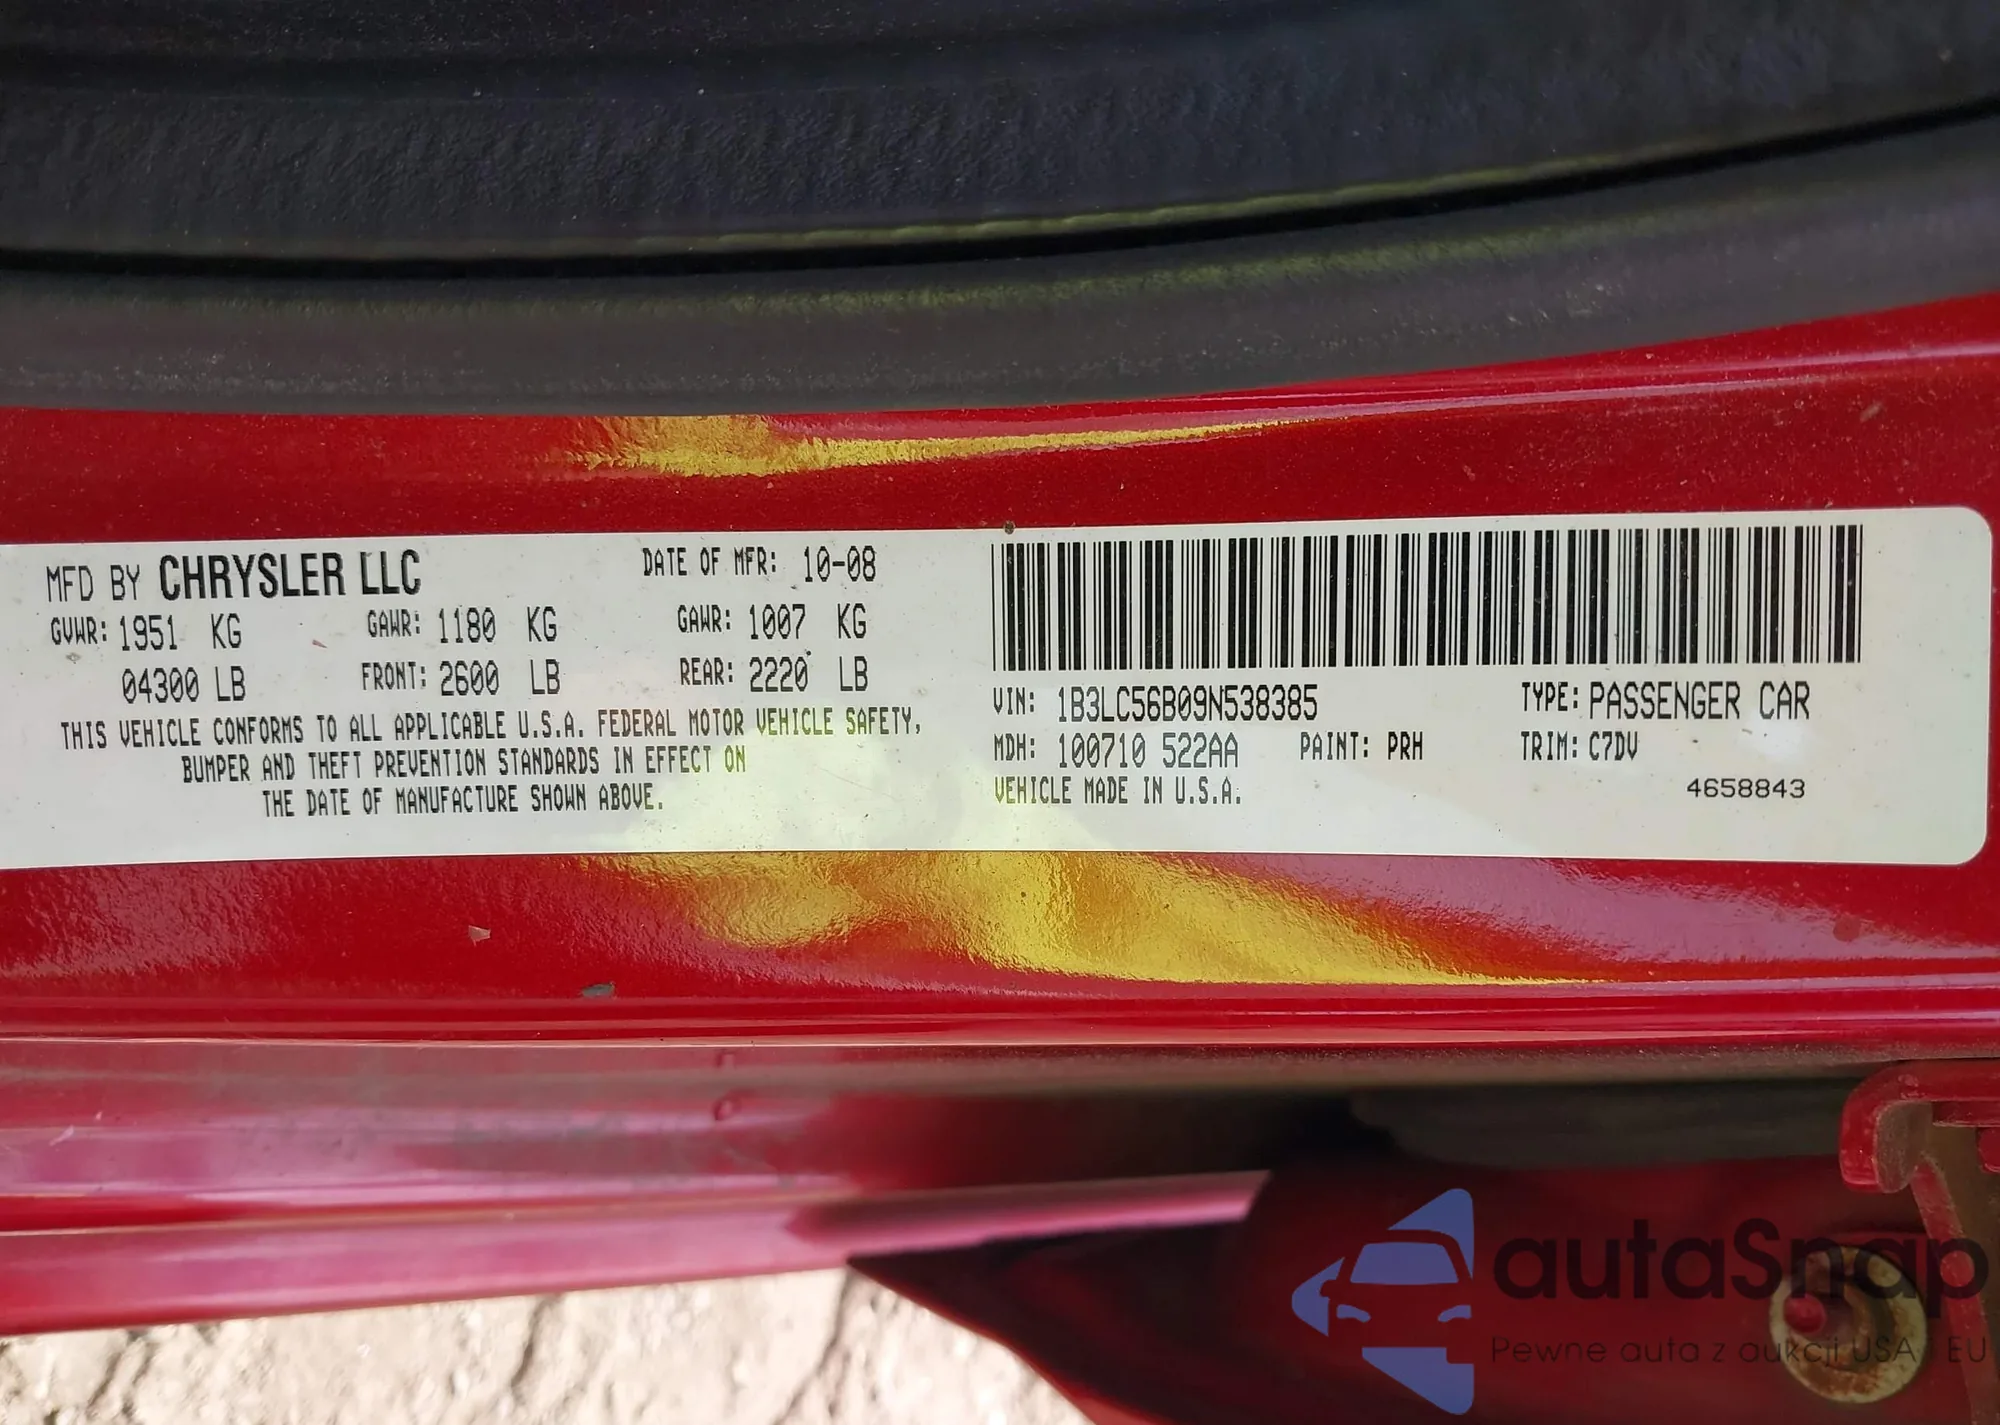 MFD BY CHRYSLER LLC DATE OF MFR: 10-08
GVWR: 1951 KG GAWR: 1180 KG GAWR: 1007 KG
04300 LB FRONT: 2600 LB REAR: 2220 LB
THIS VEHICLE CONFORMS TO ALL APPLICABLE U.S.A. FEDERAL MOTOR VEHICLE SAFETY,
BUMPER AND THEFT PREVENTION STANDARDS IN EFFECT ON
THE DATE OF MANUFACTURE SHOWN ABOVE.
VIN: 1B3LC56B09N538385 TYPE: PASSENGER CAR
MDH: 100710 522AA PAINT: PRH TRIM: C7DV
VEHICLE MADE IN U.S.A. 4658843
autaSnap
Pewne auta z aukcji USA i EU